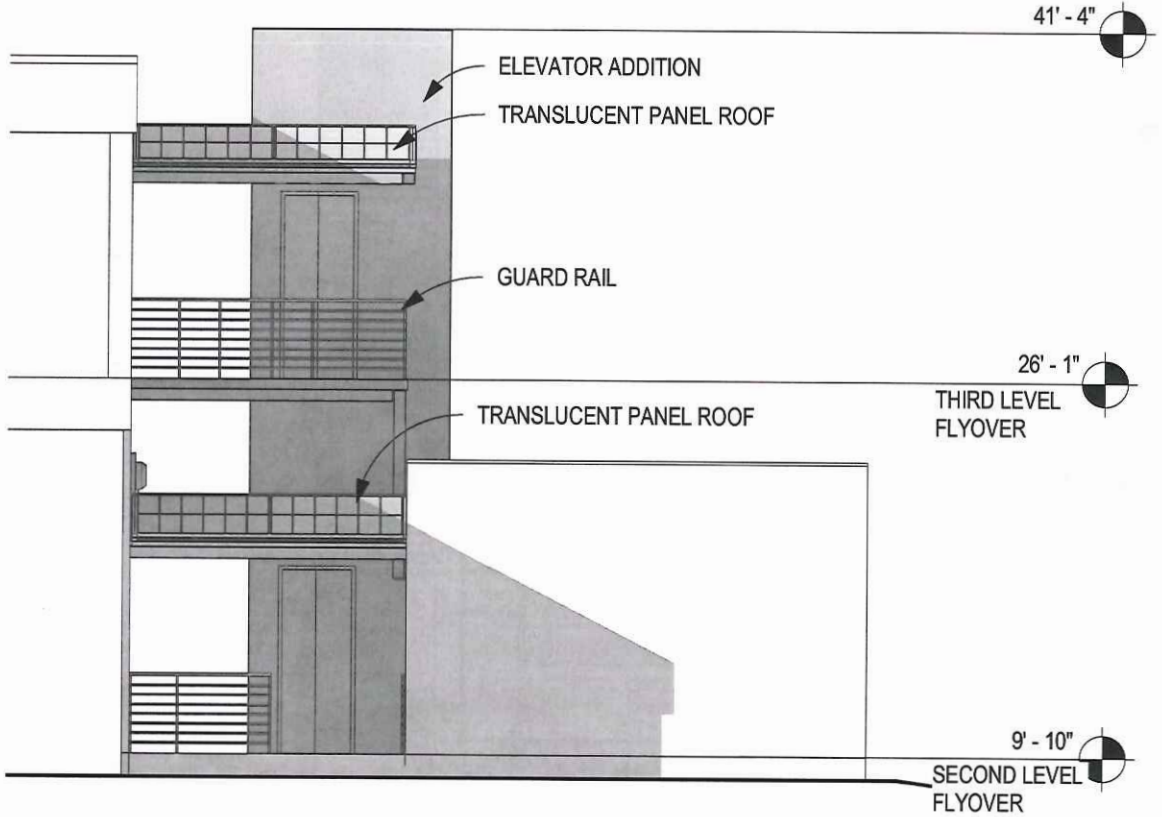 41' - 4"
ELEVATOR ADDITION
TRANSLUCENT PANEL ROOF
GUARD RAIL
26' - 1"
THIRD LEVEL
FLYOVER
TRANSLUCENT PANEL ROOF
9' - 10"
SECOND LEVEL
FLYOVER